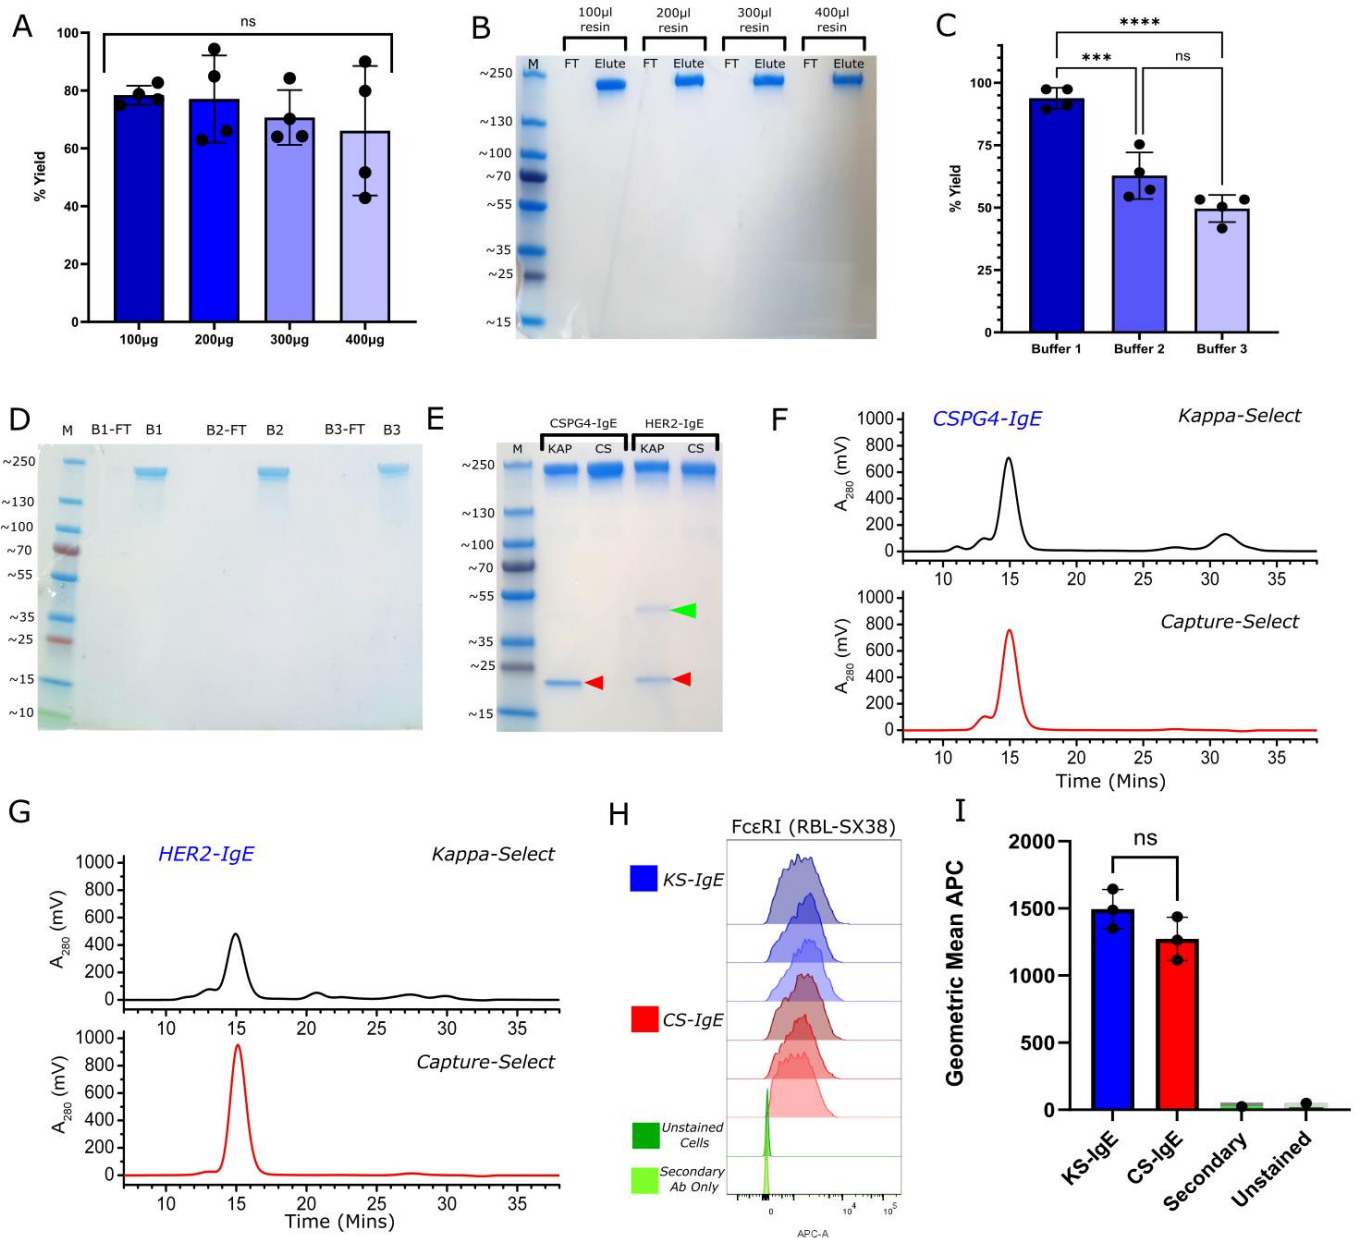 A
ns
100
80
60
40
20
0
% Yield
100µg
200µg
300µg
400µg
B
100µl resin
200µl resin
300µl resin
400µl resin
M
FT
Elute
FT
Elute
FT
Elute
FT
Elute
~250
~130
~100
~70
~55
~35
~25
~15
C
****
***
ns
100
75
50
25
0
% Yield
Buffer 1
Buffer 2
Buffer 3
D
M
B1-FT
B1
B2-FT
B2
B3-FT
B3
~250
~130
~100
~70
~55
~35
~25
~15
~10
E
CSPG4-IgE
HER2-IgE
M
KAP
CS
KAP
CS
~250
~130
~100
~70
~55
~35
~25
~15
F
CSPG4-IgE
Kappa-Select
1000
800
600
400
200
0
A280 (mV)
10
15
20
25
30
35
Capture-Select
1000
800
600
400
200
0
A280 (mV)
10
15
20
25
30
35
Time (Mins)
G
HER2-IgE
Kappa-Select
1000
800
600
400
200
0
A280 (mV)
10
15
20
25
30
35
Capture-Select
1000
800
600
400
200
0
A280 (mV)
10
15
20
25
30
35
Time (Mins)
H
FcεRI (RBL-SX38)
KS-IgE
CS-IgE
Unstained
Cells
Secondary
Ab Only
0
10^4
10^5
APC-A
I
ns
2000
1500
1000
500
0
Geometric Mean APC
KS-IgE
CS-IgE
Secondary
Unstained